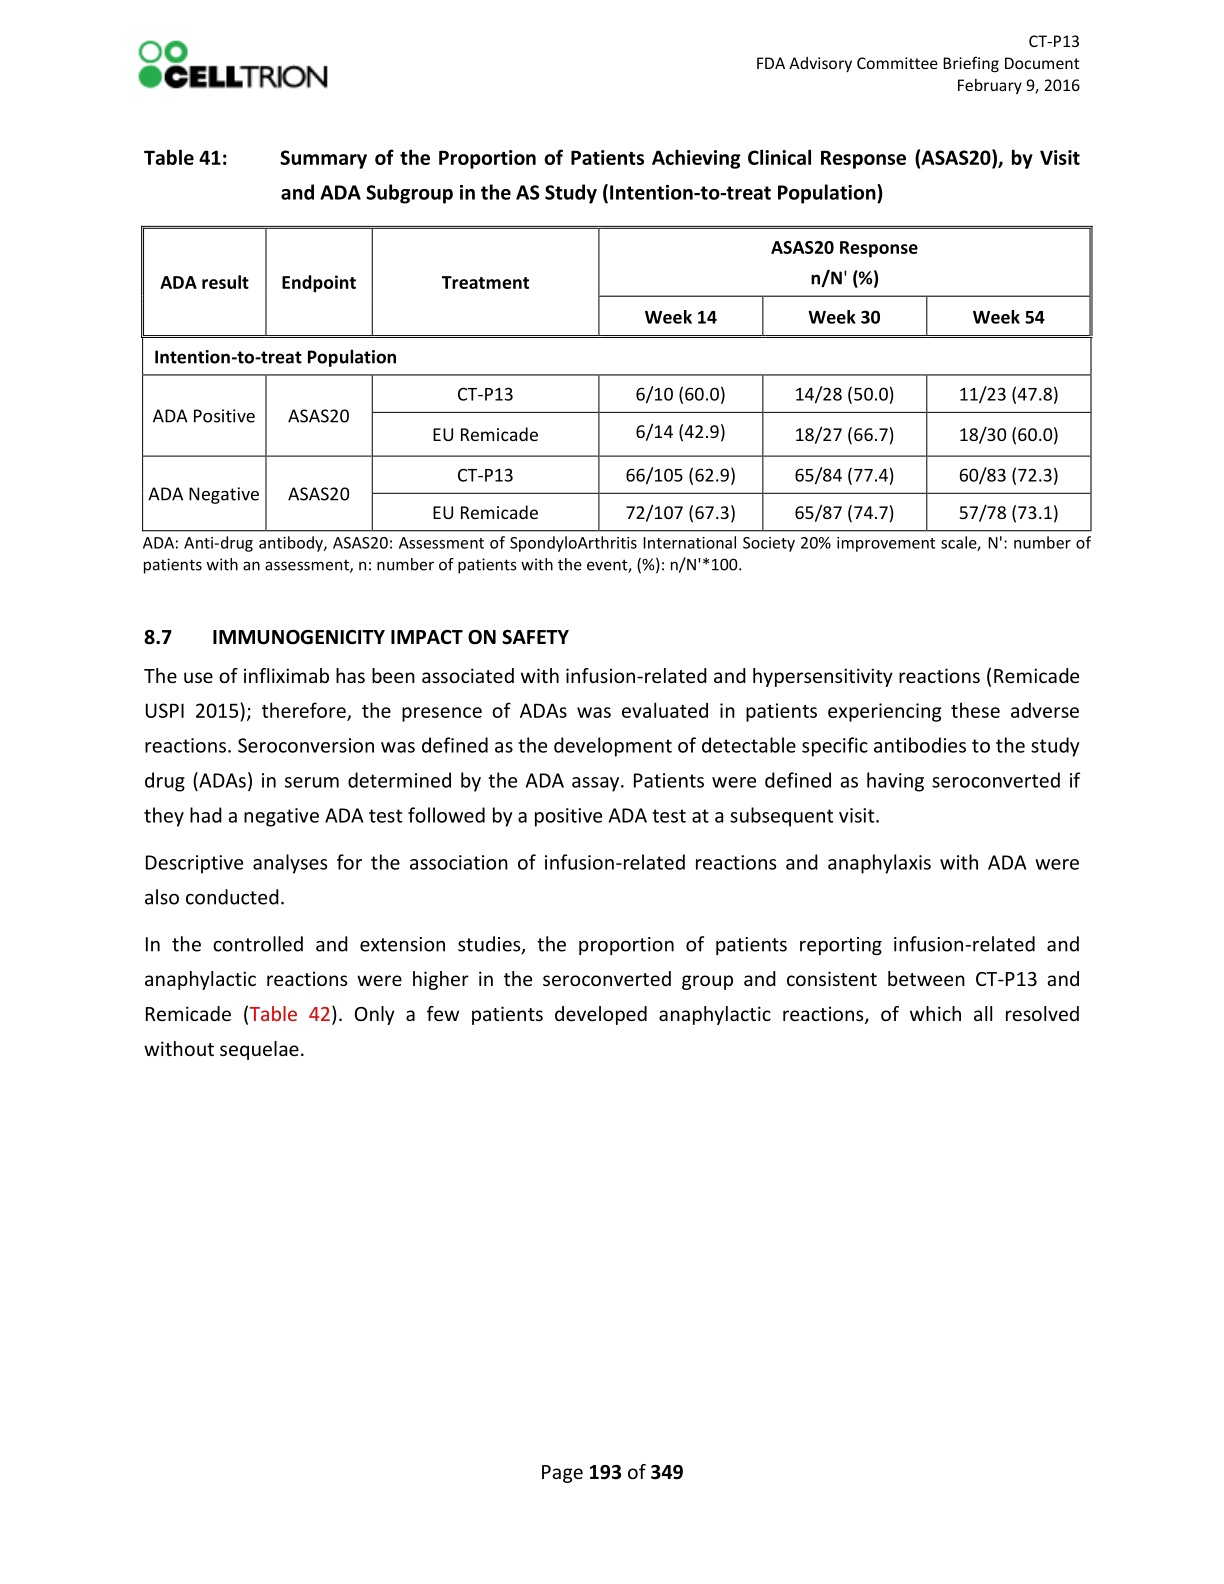 CELLTRION
CT-P13
FDA Advisory Committee Briefing Document
February 9, 2016
Table 41: Summary of the Proportion of Patients Achieving Clinical Response (ASAS20), by Visit
and ADA Subgroup in the AS Study (Intention-to-treat Population)
ADA result Endpoint Treatment ASAS20 Response
n/N' (%)
Week 14 Week 30 Week 54
Intention-to-treat Population
ADA Positive ASAS20 CT-P13 6/10 (60.0) 14/28 (50.0) 11/23 (47.8)
EU Remicade 6/14 (42.9) 18/27 (66.7) 18/30 (60.0)
ADA Negative ASAS20 CT-P13 66/105 (62.9) 65/84 (77.4) 60/83 (72.3)
EU Remicade 72/107 (67.3) 65/87 (74.7) 57/78 (73.1)
ADA: Anti-drug antibody, ASAS20: Assessment of SpondyloArthritis International Society 20% improvement scale, N': number of
patients with an assessment, n: number of patients with the event, (%): n/N'*100.
8.7 IMMUNOGENICITY IMPACT ON SAFETY
The use of infliximab has been associated with infusion-related and hypersensitivity reactions (Remicade
USPI 2015); therefore, the presence of ADAs was evaluated in patients experiencing these adverse
reactions. Seroconversion was defined as the development of detectable specific antibodies to the study
drug (ADAs) in serum determined by the ADA assay. Patients were defined as having seroconverted if
they had a negative ADA test followed by a positive ADA test at a subsequent visit.
Descriptive analyses for the association of infusion-related reactions and anaphylaxis with ADA were
also conducted.
In the controlled and extension studies, the proportion of patients reporting infusion-related and
anaphylactic reactions were higher in the seroconverted group and consistent between CT-P13 and
Remicade (Table 42). Only a few patients developed anaphylactic reactions, of which all resolved
without sequelae.
Page 193 of 349